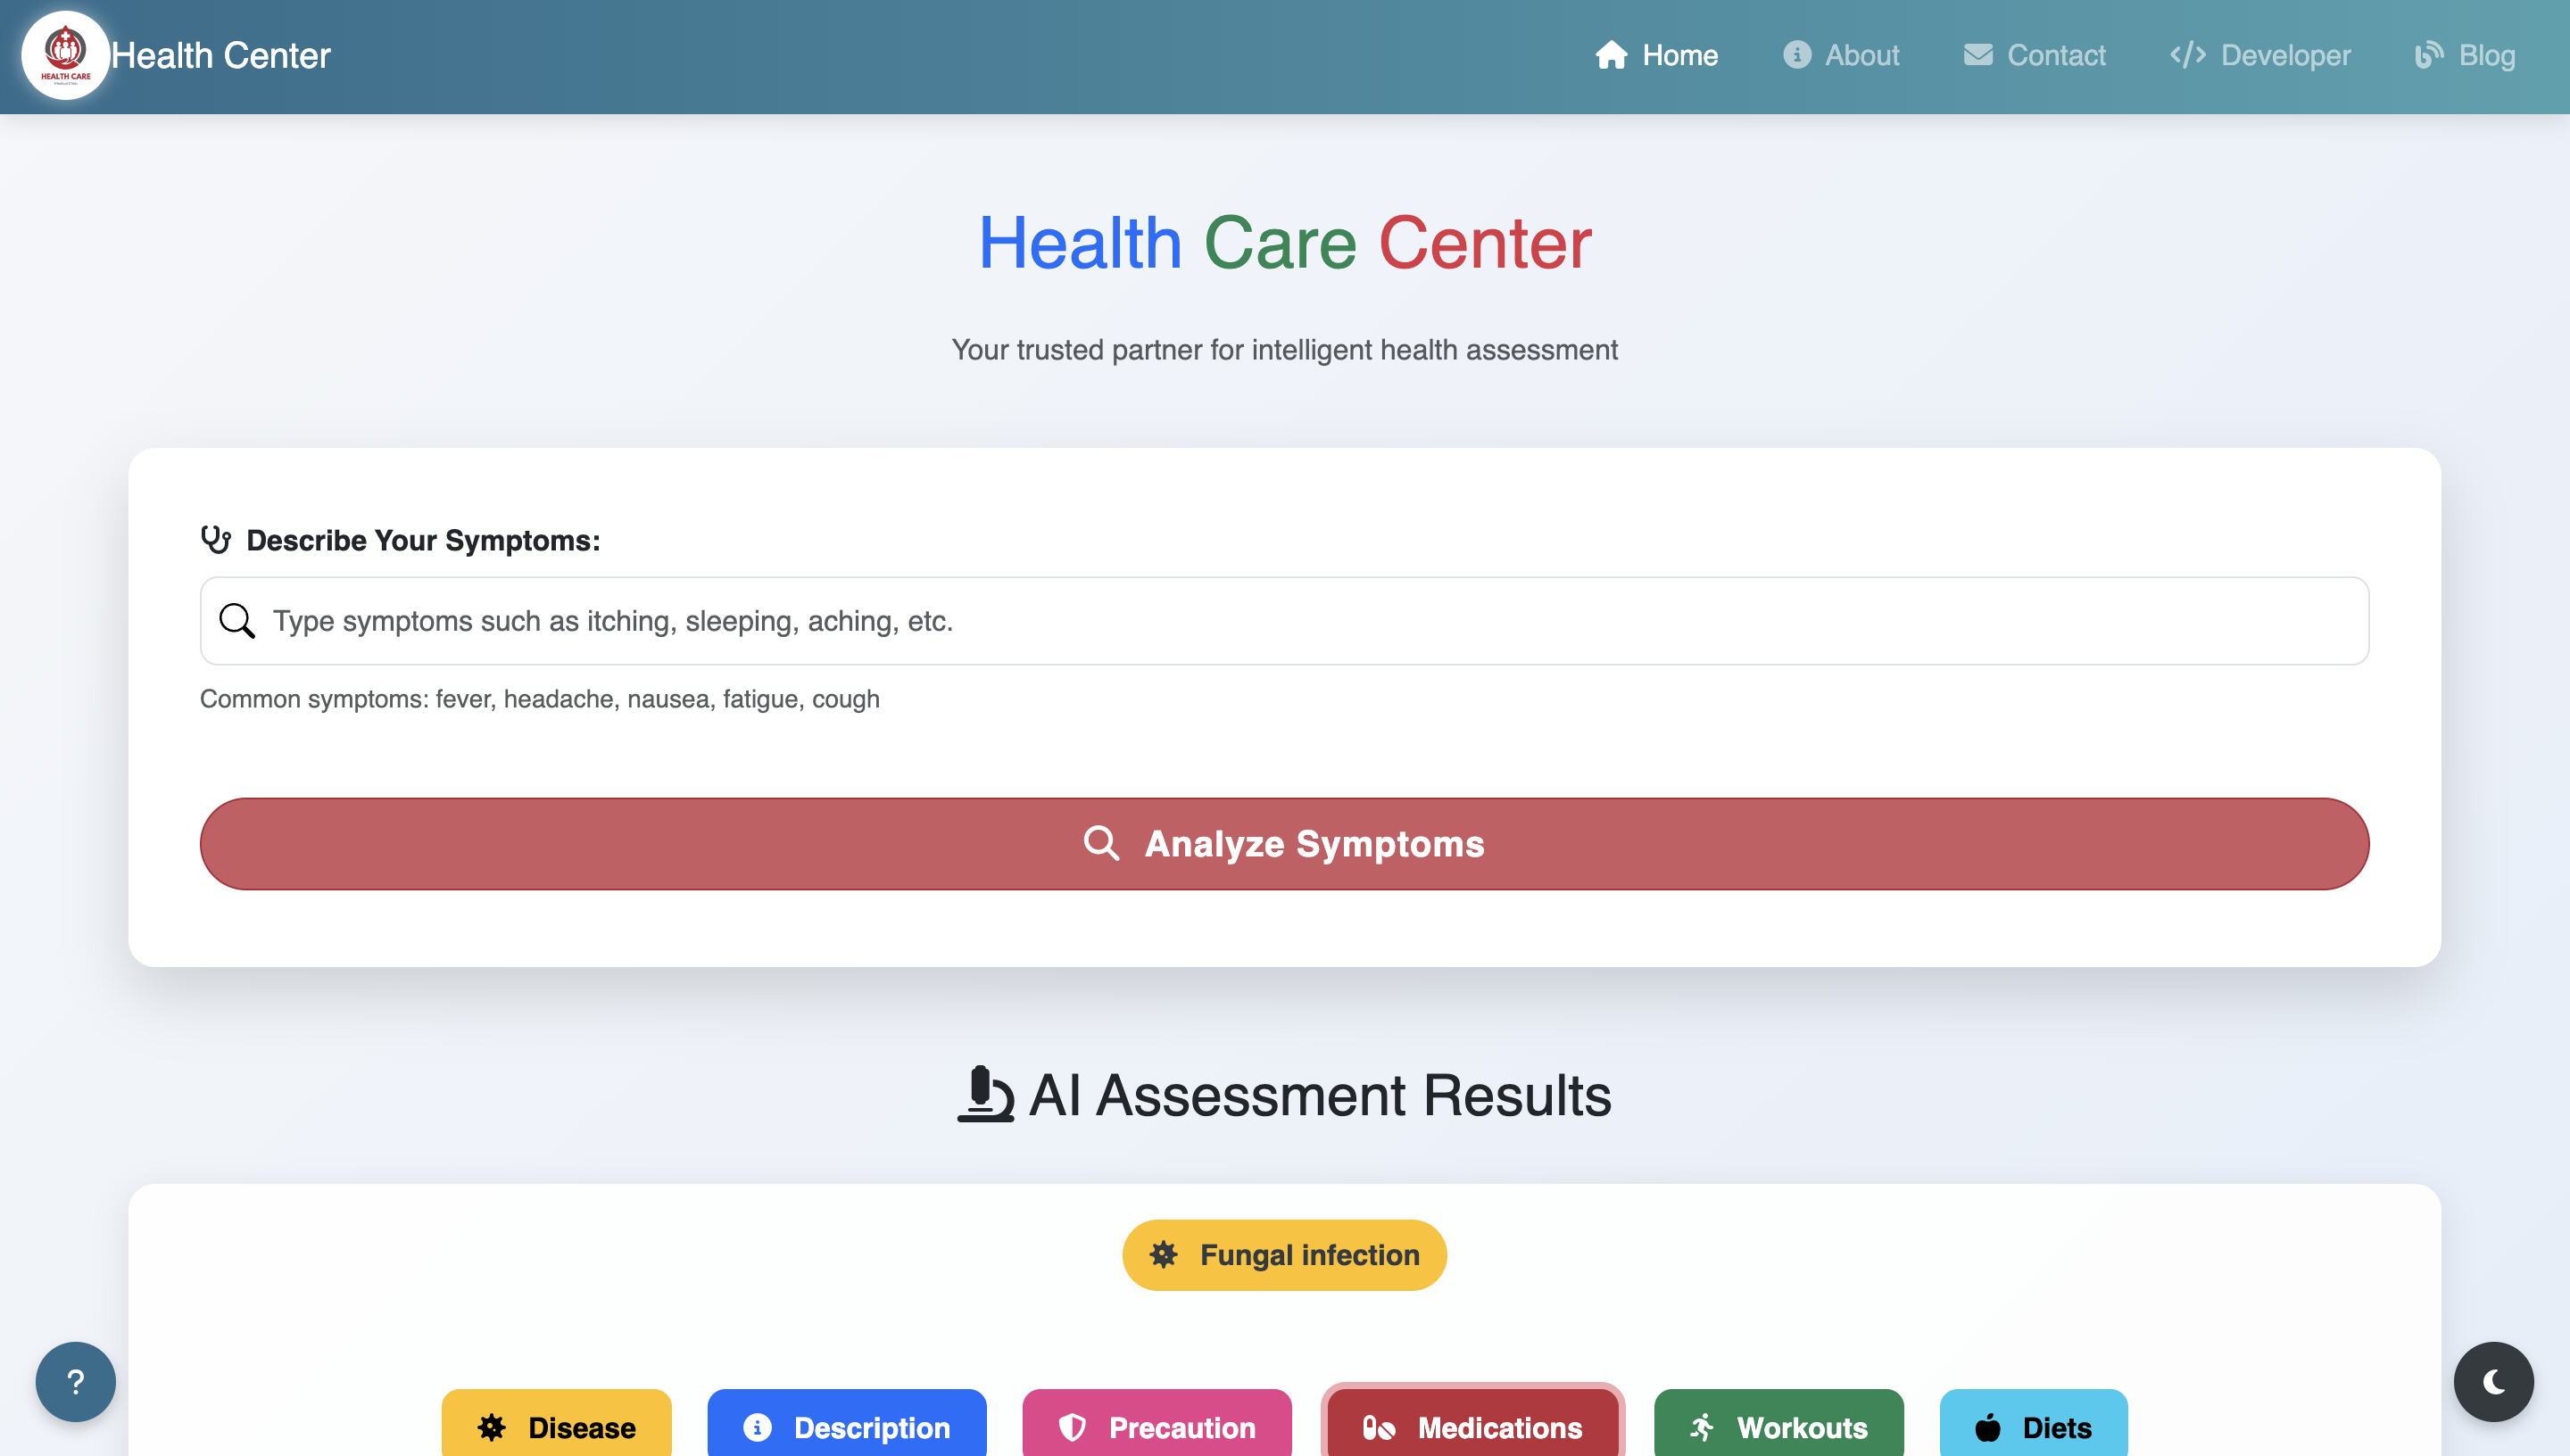 HEALTH CARE
Medical Clinic
Health Center
Home
About
Contact
Developer
Blog
Health Care Center
Your trusted partner for intelligent health assessment
Describe Your Symptoms:
Type symptoms such as itching, sleeping, aching, etc.
Common symptoms: fever, headache, nausea, fatigue, cough
Analyze Symptoms
AI Assessment Results
Fungal infection
?
Disease
Description
Precaution
Medications
Workouts
Diets